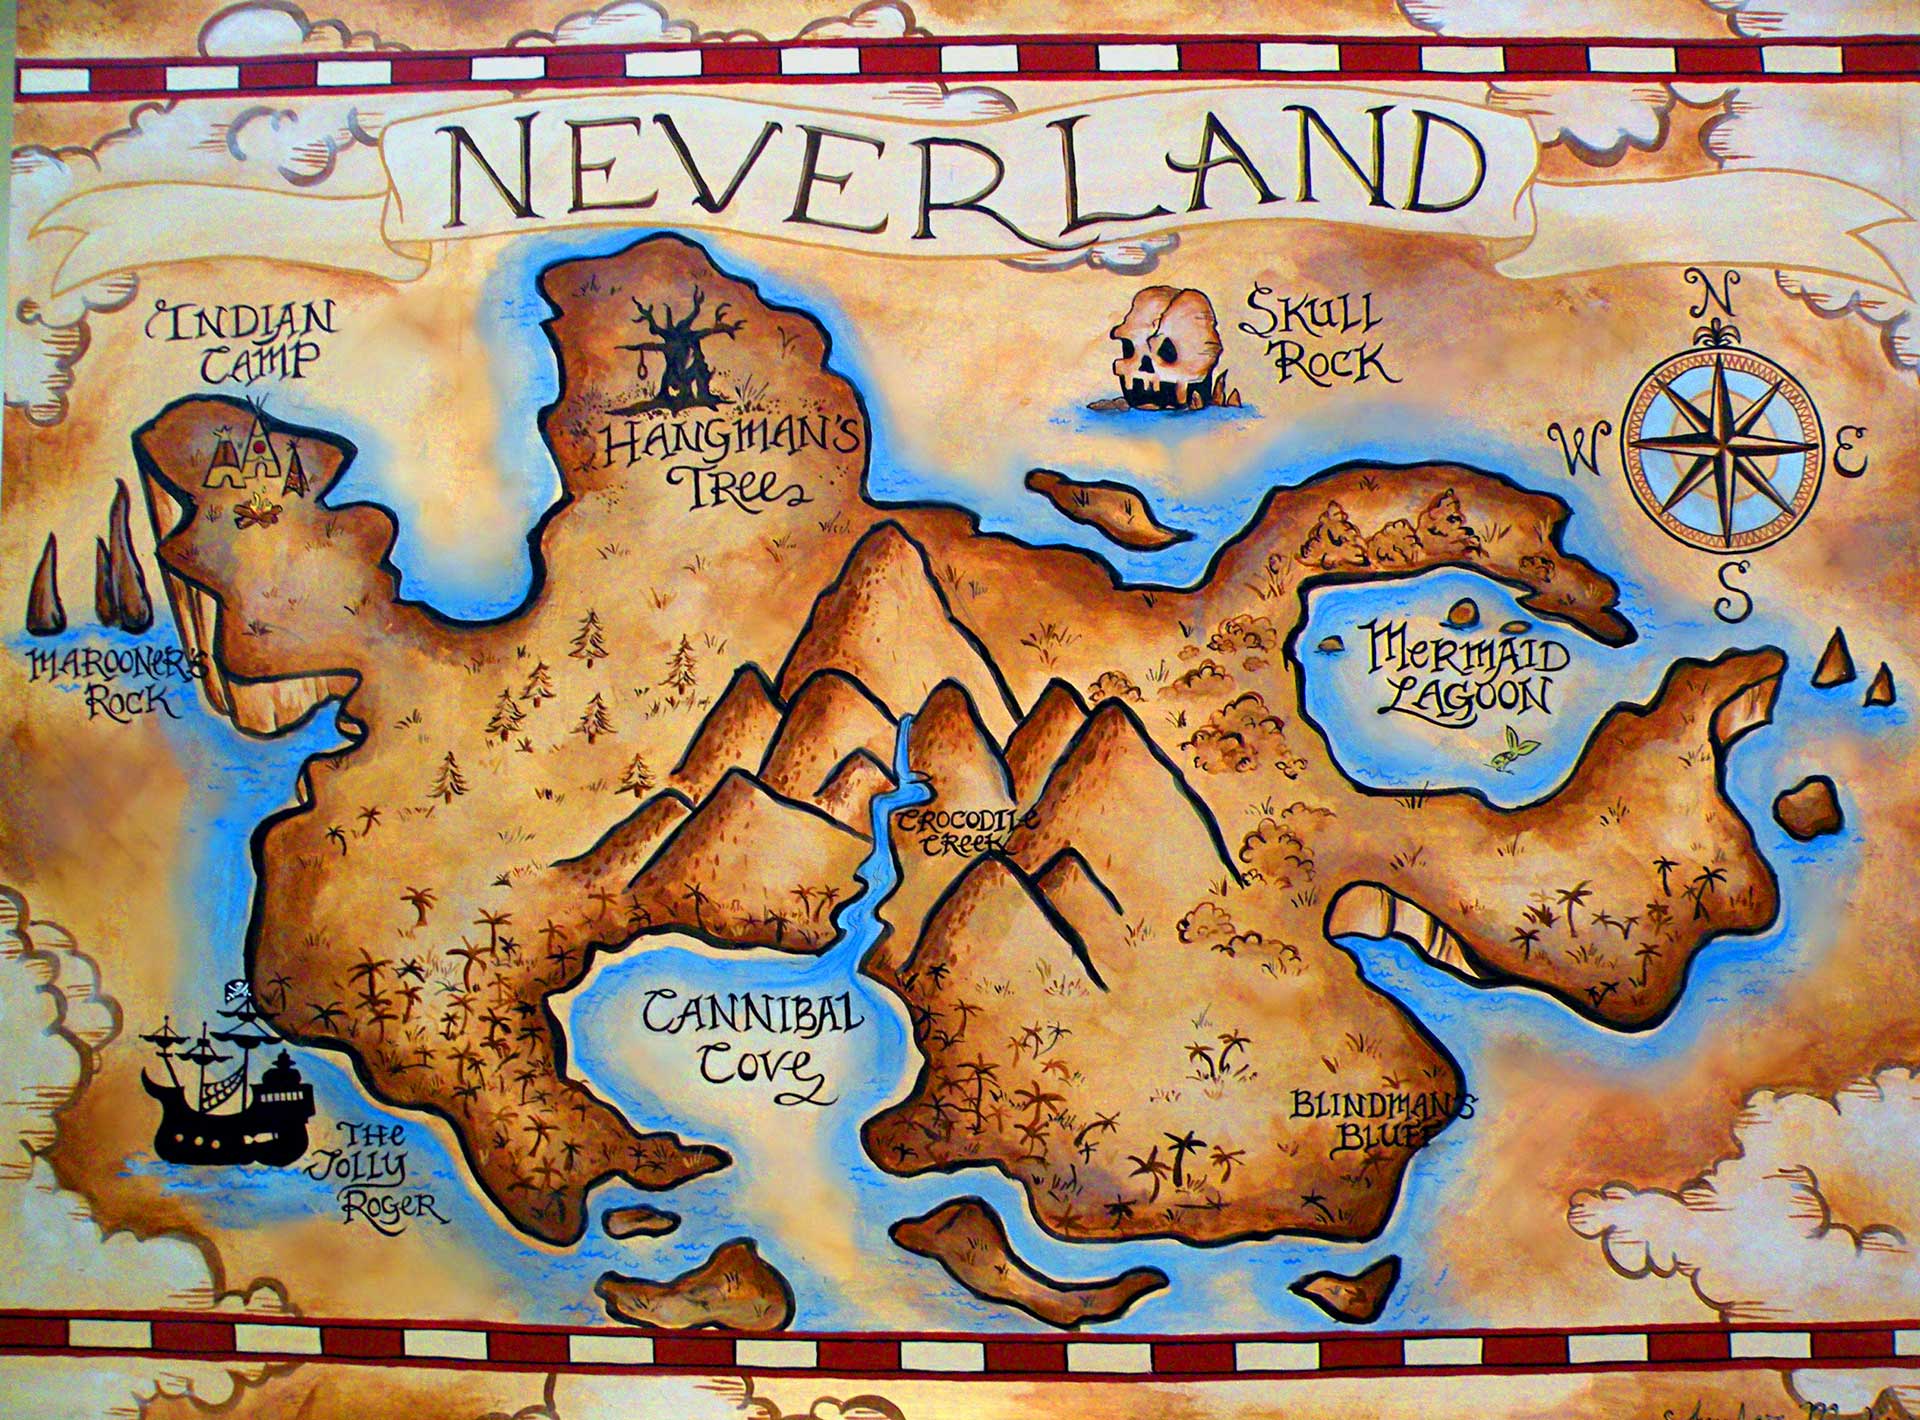 NEVERLAND
INDIAN
CAMP
SKULL
ROCK
N
W
E
S
HANGMAN'S
TREE
MAROONER'S
ROCK
MERMAID
LAGOON
CROCODILE
CREEK
CANNIBAL
COVE
BLINDMAN'S
BLUFF
THE
JOLLY
ROGER